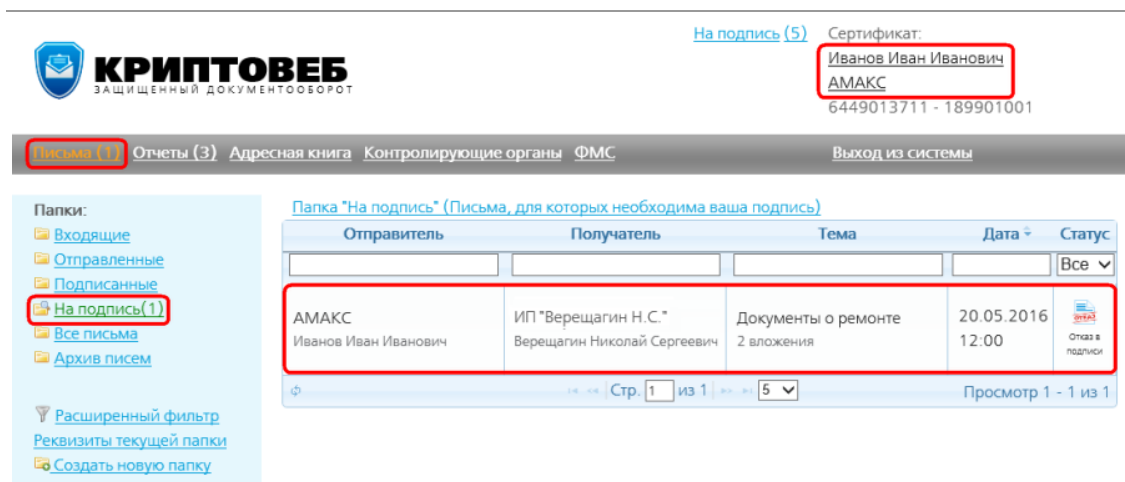 На подпись (5)
Сертификат:
Иванов Иван Иванович
АМАКС
6449013711 - 189901001
КРИПТОВЕБ
ЗАЩИЩЕННЫЙ ДОКУМЕНТООБОРОТ
Письма (1) Отчеты (3) Адресная книга Контролирующие органы ФМС Выход из системы
Папки:
Входящие
Отправленные
Подписанные
На подпись(1)
Все письма
Архив писем
Расширенный фильтр
Реквизиты текущей папки
Создать новую папку
Папка "На подпись" (Письма, для которых необходима ваша подпись)
Отправитель Получатель Тема Дата Статус
Все
АМАКС ИП "Верещагин Н.С." Документы о ремонте 20.05.2016
Иванов Иван Иванович Верещагин Николай Сергеевич 2 вложения 12:00
ОТКАЗ
Отказ в
подписи
Стр. 1 из 1 5 Просмотр 1 - 1 из 1